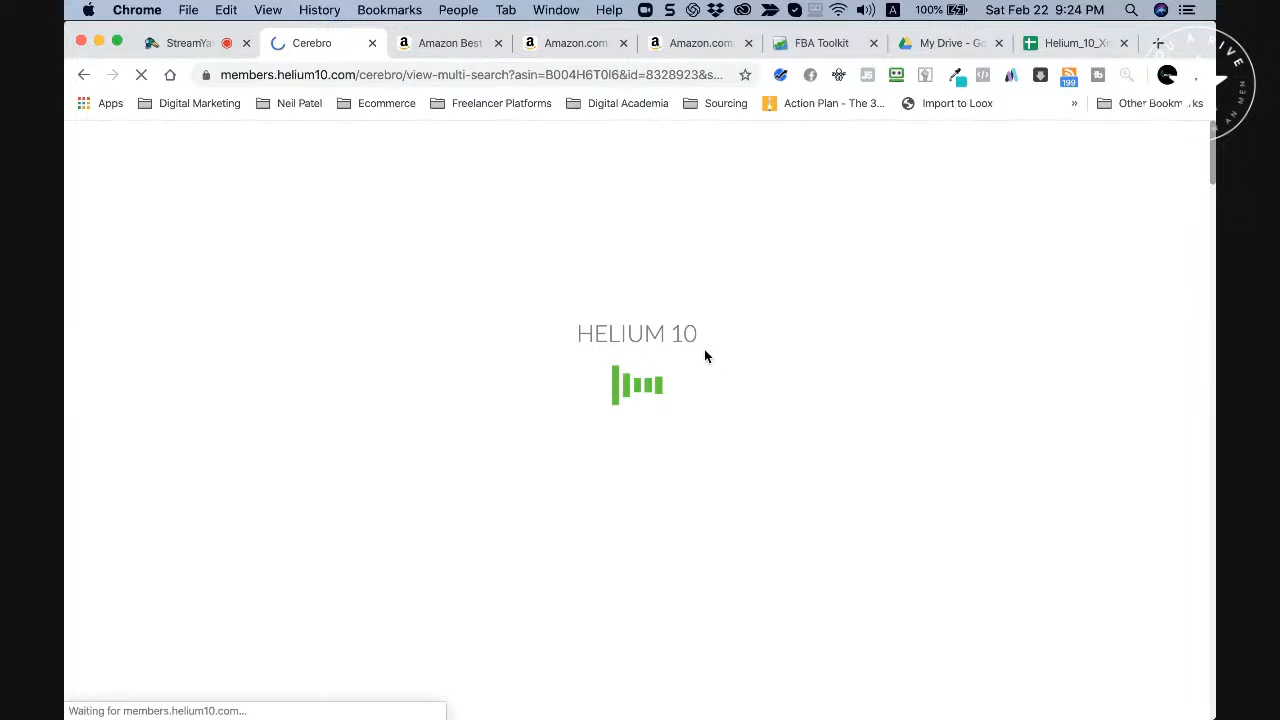 Chrome File Edit View History Bookmarks People Tab Window Help 100% Sat Feb 22 9:24 PM
StreamYa Cerebro Amazon Best Amazon.com Amazon.com: FBA Toolkit My Drive - Go Helium_10_Xr
members.helium10.com/cerebro/view-multi-search?asin=B004H6T0I6&id=8328923&s...
199
Apps Digital Marketing Neil Patel Ecommerce Freelancer Platforms Digital Academia Sourcing Action Plan - The 3... Import to Loox » Other Bookm
HELIUM 10
Waiting for members.helium10.com...